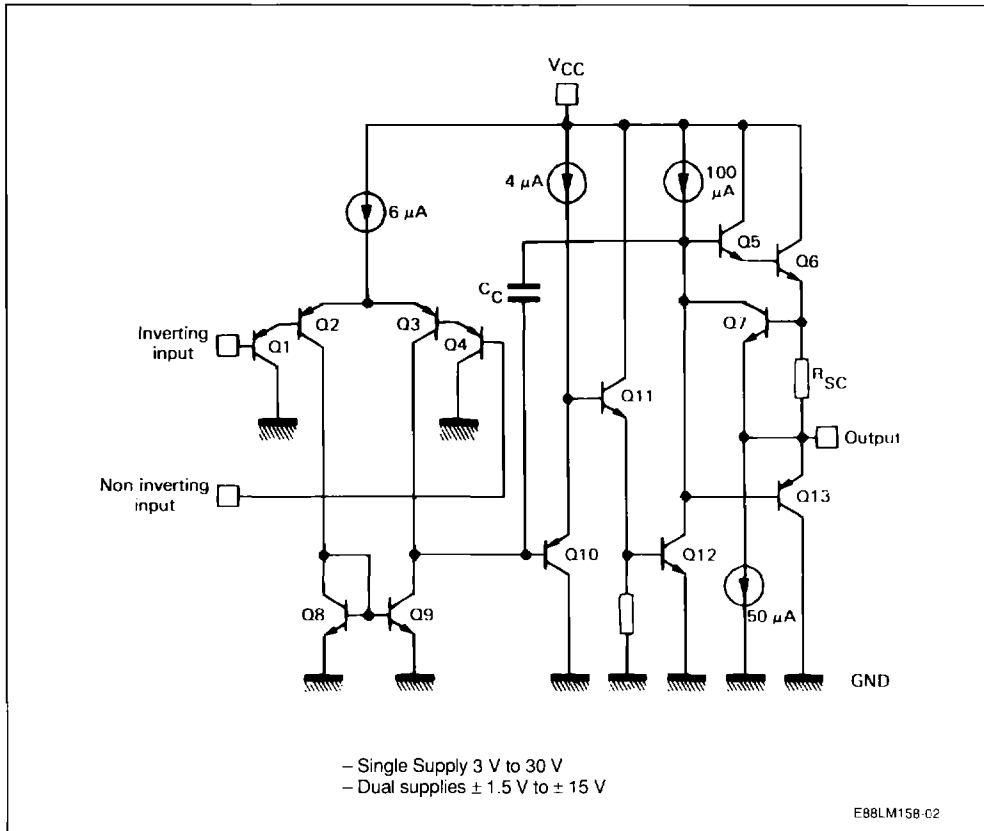 VCC
6 µA
4 µA
100
µA
Q5
Q6
CC
Q2
Q3
Q7
Inverting
input
Q1
Q4
RSC
Q11
Output
Non inverting
input
Q13
Q10
Q12
Q8
Q9
50 µA
GND
– Single Supply 3 V to 30 V
– Dual supplies ± 1.5 V to ± 15 V
E88LM158-02